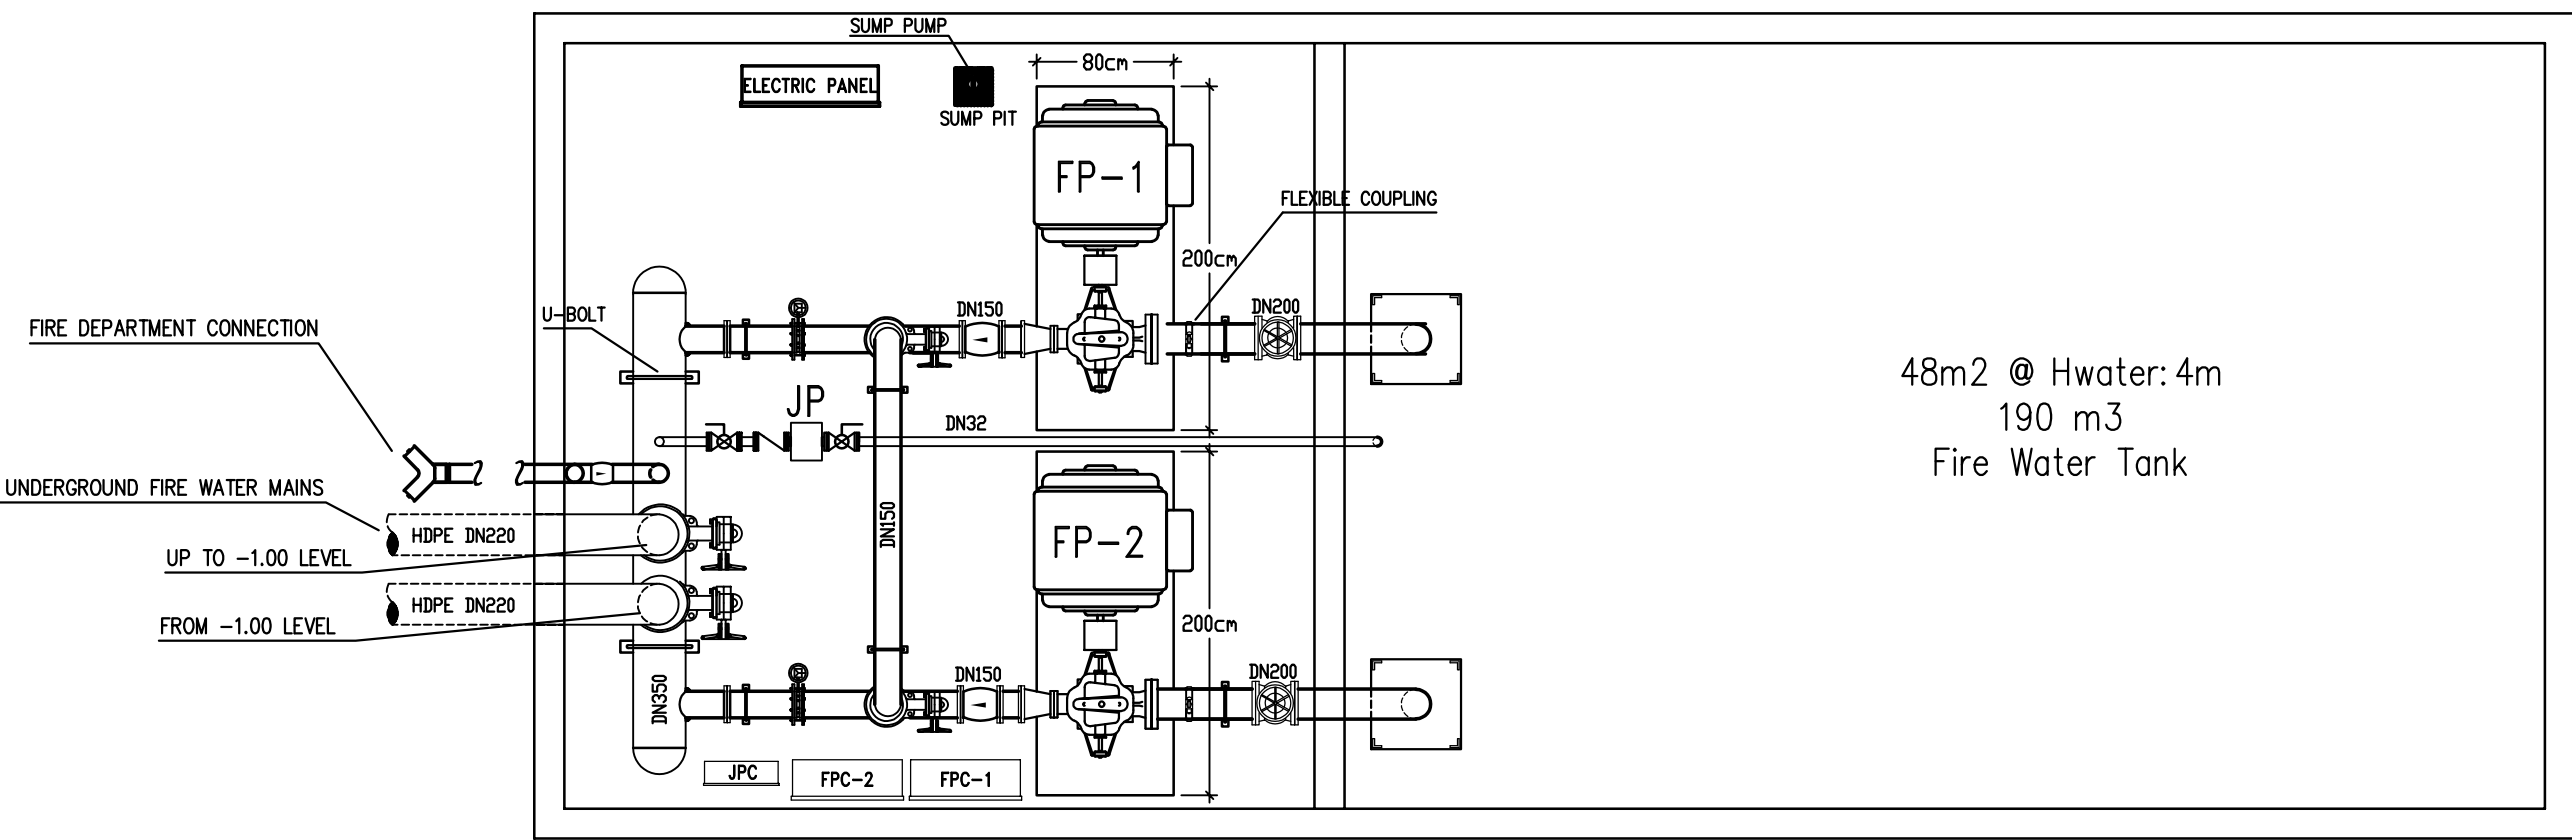 SUMP PUMP
80cm
ELECTRIC PANEL
SUMP PIT
FP-1
FLEXIBLE COUPLING
200cm
DN150
DN200
U-BOLT
FIRE DEPARTMENT CONNECTION
48m2 @ Hwater: 4m
190 m3
Fire Water Tank
JP
DN32
UNDERGROUND FIRE WATER MAINS
HDPE DN220
DN150
FP-2
UP TO -1.00 LEVEL
HDPE DN220
FROM -1.00 LEVEL
200cm
DN350
DN150
DN200
JPC
FPC-2
FPC-1